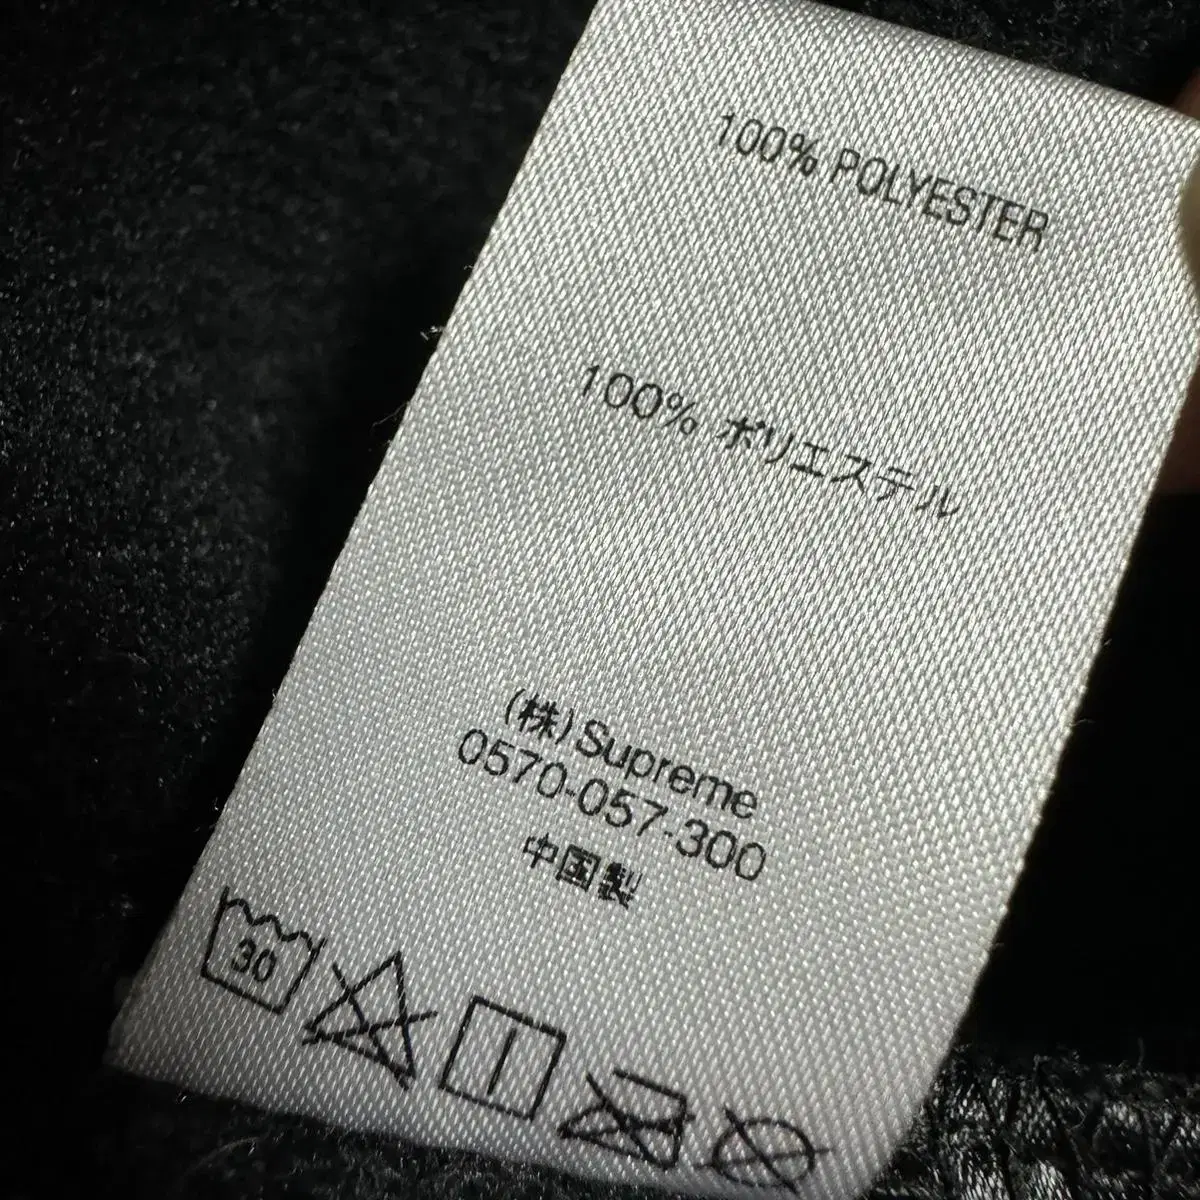 100% POLYESTER
100% ポリエステル
(株) Supreme
0570-057-300
中国製
30